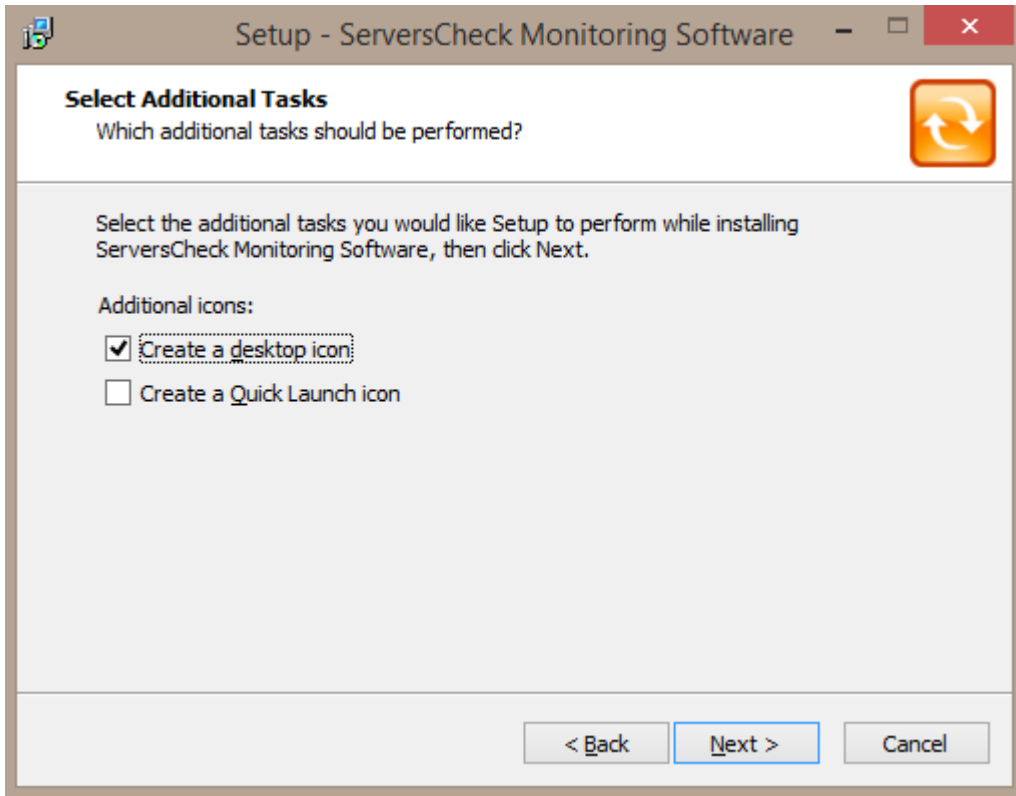 Setup - ServersCheck Monitoring Software
Select Additional Tasks
Which additional tasks should be performed?
Select the additional tasks you would like Setup to perform while installing
ServersCheck Monitoring Software, then click Next.
Additional icons:
Create a desktop icon
Create a Quick Launch icon
< Back Next > Cancel